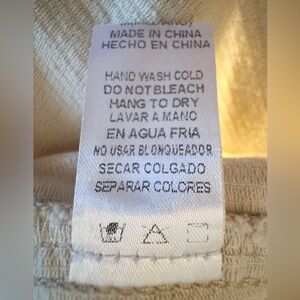 MADE IN CHINA
HECHO EN CHINA
HAND WASH COLD
DO NOT BLEACH
HANG TO DRY
LAVAR A MANO
EN AGUA FRIA
NO USAR BLONQUEADOR
SECAR COLGADO
SEPARAR COLORES